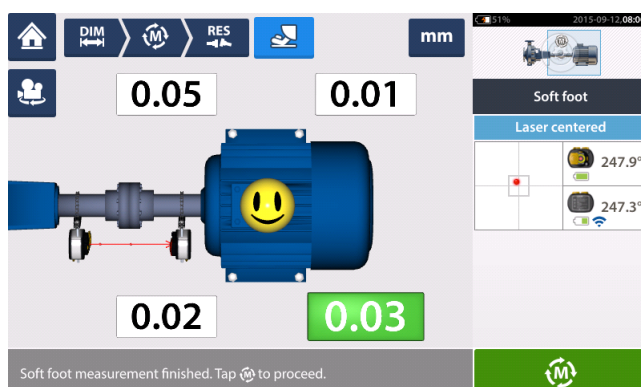 51%
2015-09-12,08:0
DIM
M
RES
mm
Soft foot
Laser centered
247.9°
247.3°
0.05
0.01
0.02
0.03
Soft foot measurement finished. Tap M to proceed.
M